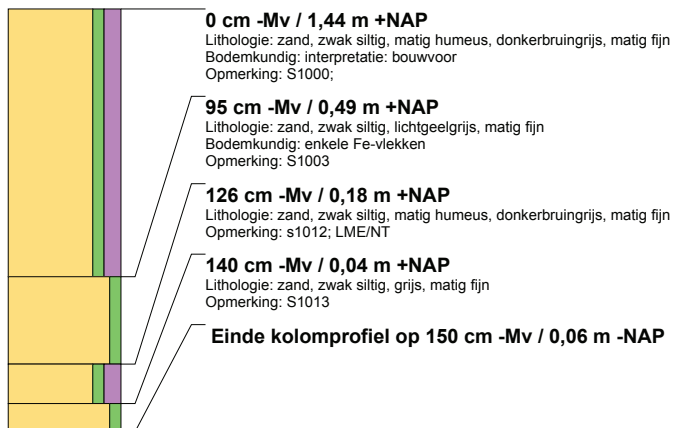 0 cm -Mv / 1,44 m +NAP
Lithologie: zand, zwak siltig, matig humeus, donkerbruingrijs, matig fijn
Bodemkundig: interpretatie: bouwvoor
Opmerking: S1000;
95 cm -Mv / 0,49 m +NAP
Lithologie: zand, zwak siltig, lichtgeelgrijs, matig fijn
Bodemkundig: enkele Fe-vlekken
Opmerking: S1003
126 cm -Mv / 0,18 m +NAP
Lithologie: zand, zwak siltig, matig humeus, donkerbruingrijs, matig fijn
Opmerking: s1012; LME/NT
140 cm -Mv / 0,04 m +NAP
Lithologie: zand, zwak siltig, grijs, matig fijn
Opmerking: S1013
Einde kolomprofiel op 150 cm -Mv / 0,06 m -NAP